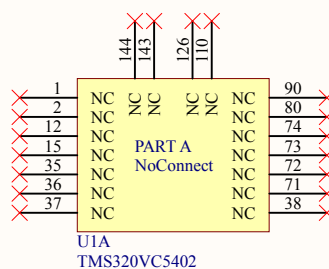 144 143 126 110
NC NC NC NC
1 NC NC 90
2 NC NC 80
12 NC NC 74
15 NC PART A NC 73
35 NC NoConnect NC 72
36 NC NC 71
37 NC NC 38
U1A
TMS320VC5402